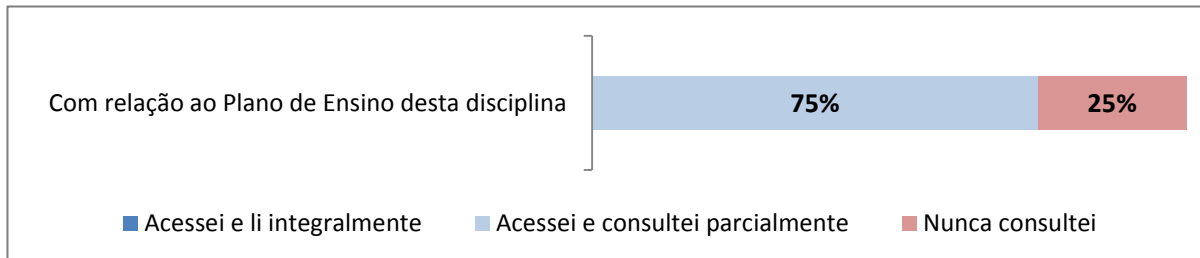 Com relação ao Plano de Ensino desta disciplina
75%
25%
Acessei e li integralmente
Acessei e consultei parcialmente
Nunca consultei